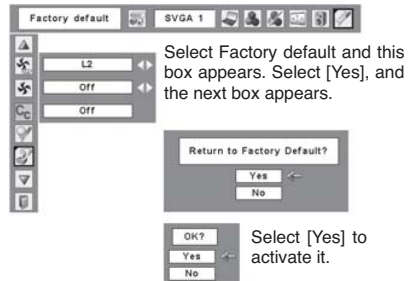 Factory default SVGA 1
Select Factory default and this
box appears. Select [Yes], and
the next box appears.
L2
Off
Cc Off
Return to Factory Default?
Yes
No
OK?
Yes
No
Select [Yes] to
activate it.